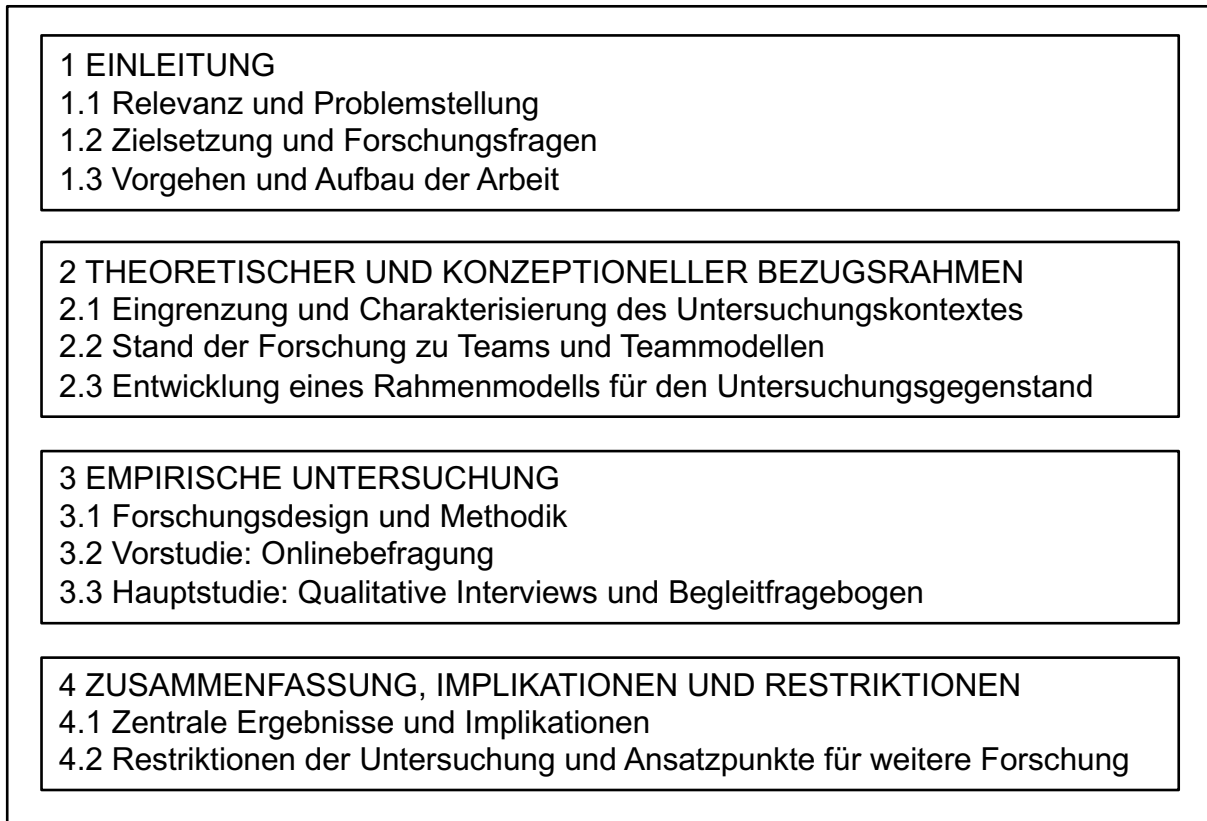 1 EINLEITUNG
1.1 Relevanz und Problemstellung
1.2 Zielsetzung und Forschungsfragen
1.3 Vorgehen und Aufbau der Arbeit
2 THEORETISCHER UND KONZEPTIONELLER BEZUGSRAHMEN
2.1 Eingrenzung und Charakterisierung des Untersuchungskontextes
2.2 Stand der Forschung zu Teams und Teammodellen
2.3 Entwicklung eines Rahmenmodells für den Untersuchungsgegenstand
3 EMPIRISCHE UNTERSUCHUNG
3.1 Forschungsdesign und Methodik
3.2 Vorstudie: Onlinebefragung
3.3 Hauptstudie: Qualitative Interviews und Begleitfragebogen
4 ZUSAMMENFASSUNG, IMPLIKATIONEN UND RESTRIKTIONEN
4.1 Zentrale Ergebnisse und Implikationen
4.2 Restriktionen der Untersuchung und Ansatzpunkte für weitere Forschung